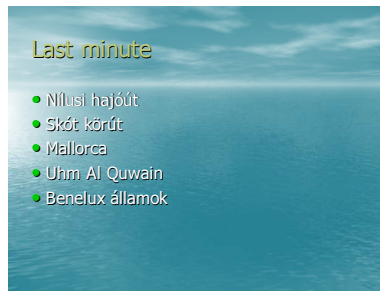 Last minute
Nílusi hajóút
Skót körút
Mallorca
Uhm Al Quwain
Benelux államok